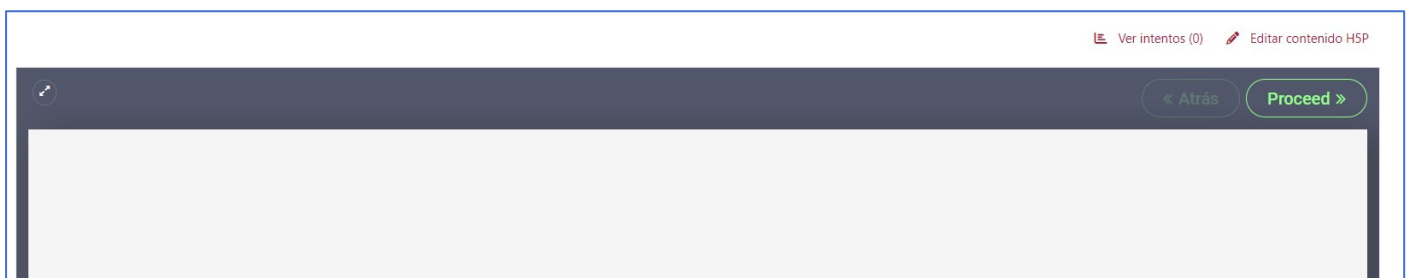 Ver intentos (0) Editar contenido H5P
« Atrás Proceed »